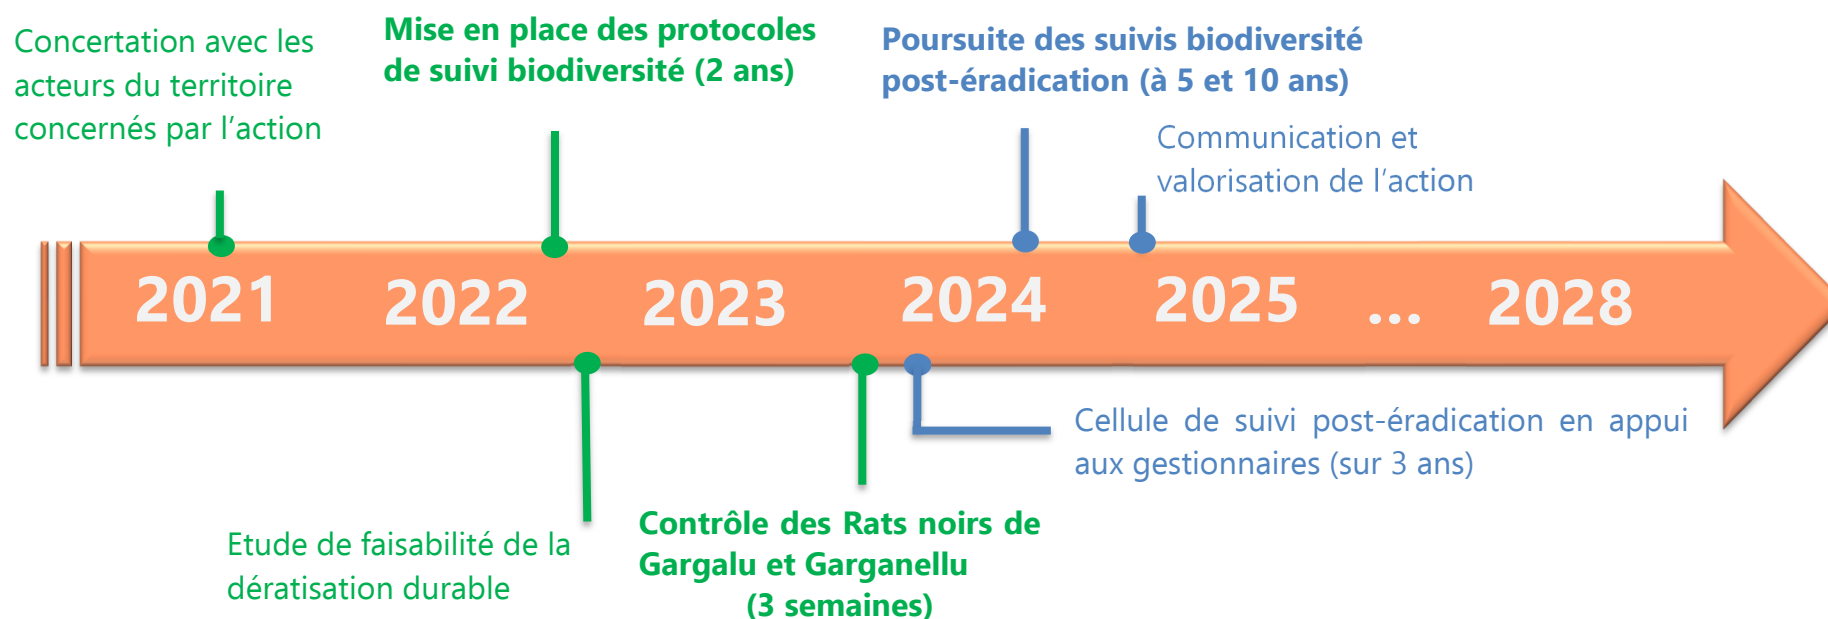 Concertation avec les
acteurs du territoire
concernés par l’action
Mise en place des protocoles
de suivi biodiversité (2 ans)
Poursuite des suivis biodiversité
post-éradication (à 5 et 10 ans)
Communication et
valorisation de l’action
2021 2022 2023 2024 2025 ... 2028
Cellule de suivi post-éradication en appui
aux gestionnaires (sur 3 ans)
Contrôle des Rats noirs de
Gargalu et Garganellu
(3 semaines)
Etude de faisabilité de la
dératisation durable